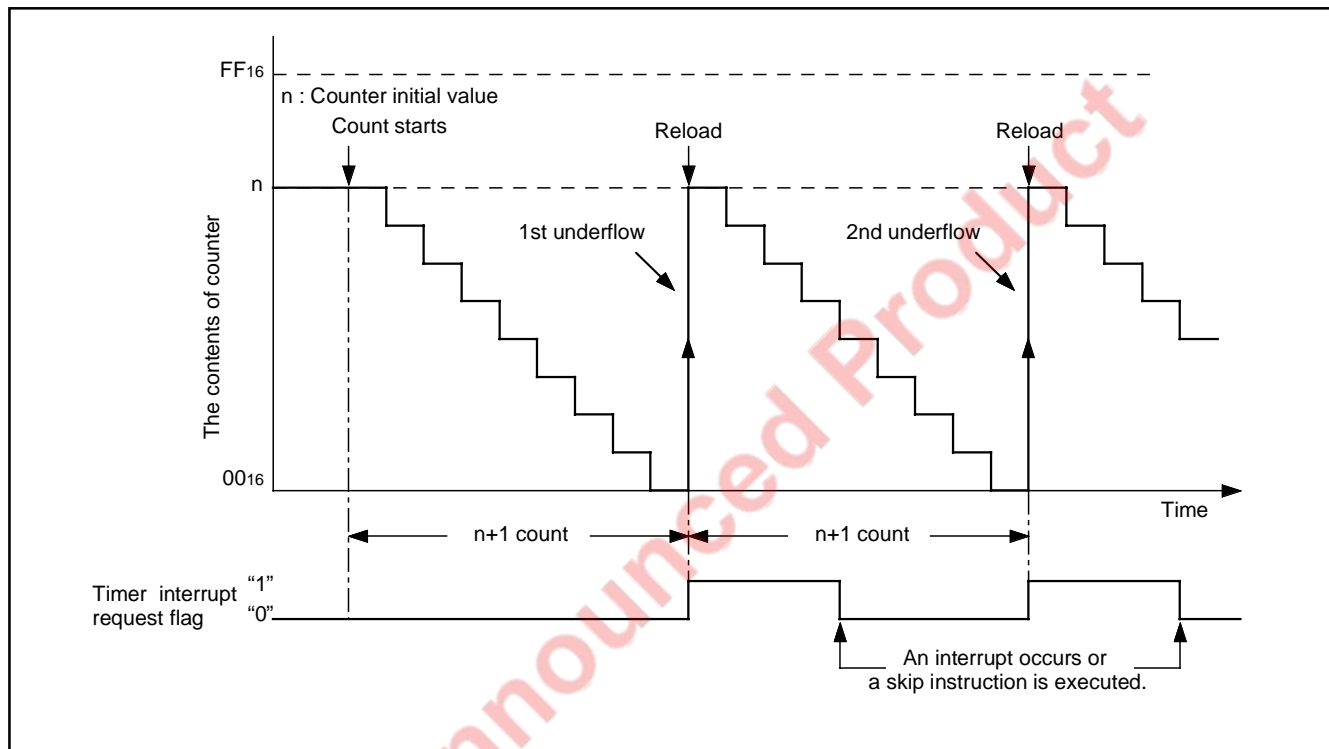 FF16
n : Counter initial value
Count starts
Reload
Reload
n
1st underflow
2nd underflow
The contents of counter
0016
Time
n+1 count
n+1 count
Timer interrupt
request flag
“1”
“0”
An interrupt occurs or
a skip instruction is executed.
nnounced Product